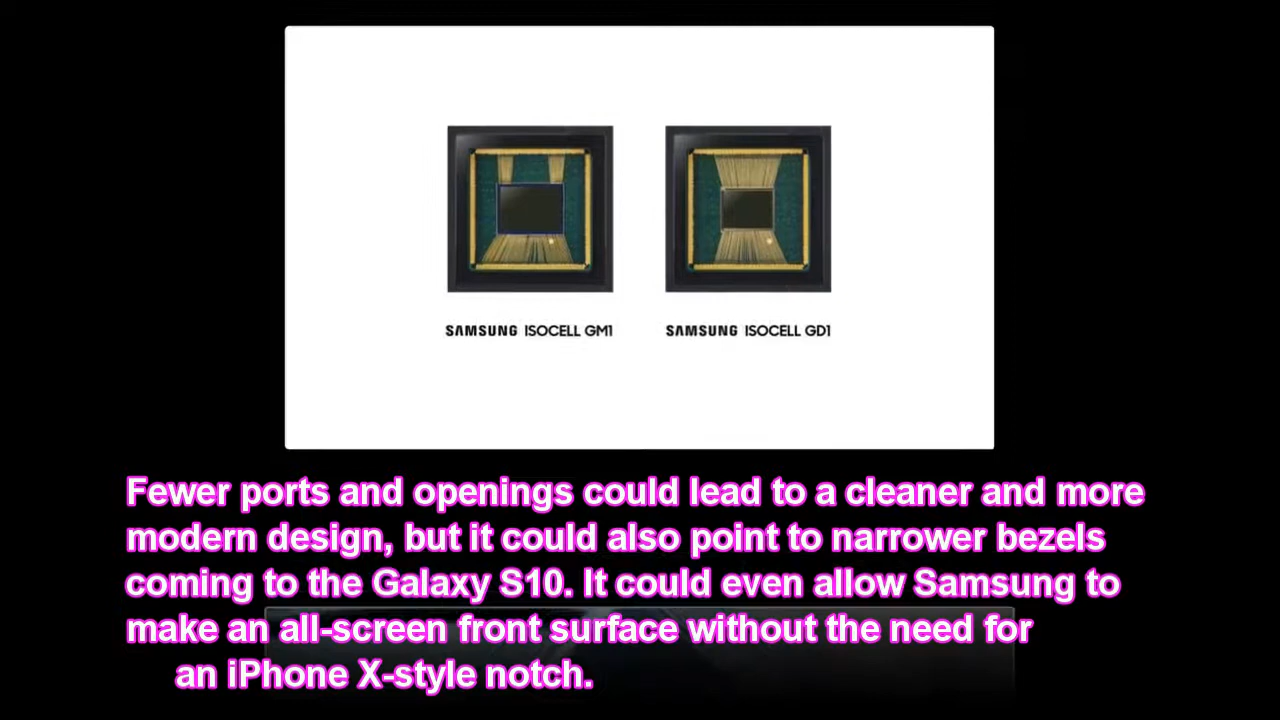 SAMSUNG ISOCELL GM1
SAMSUNG ISOCELL GD1
Fewer ports and openings could lead to a cleaner and more
modern design, but it could also point to narrower bezels
coming to the Galaxy S10. It could even allow Samsung to
make an all-screen front surface without the need for
an iPhone X-style notch.